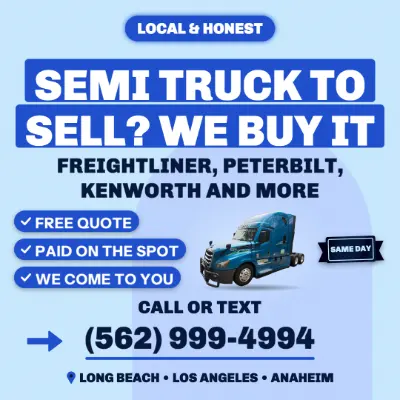 LOCAL & HONEST
SEMI TRUCK TO
SELL? WE BUY IT
FREIGHTLINER, PETERBILT,
KENWORTH AND MORE
FREE QUOTE
PAID ON THE SPOT
WE COME TO YOU
SAME DAY
CALL OR TEXT
(562) 999-4994
LONG BEACH • LOS ANGELES • ANAHEIM